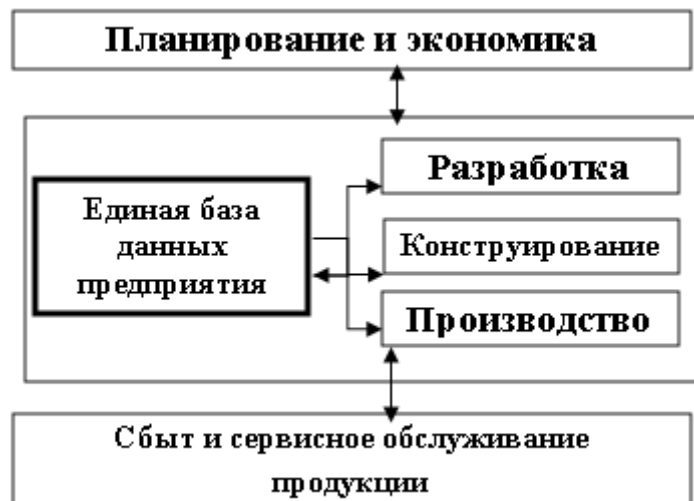 Планирование и экономика
Разработка
Единая база
данных
предприятия
Конструирование
Производство
Сбыт и сервисное обслуживание
продукции